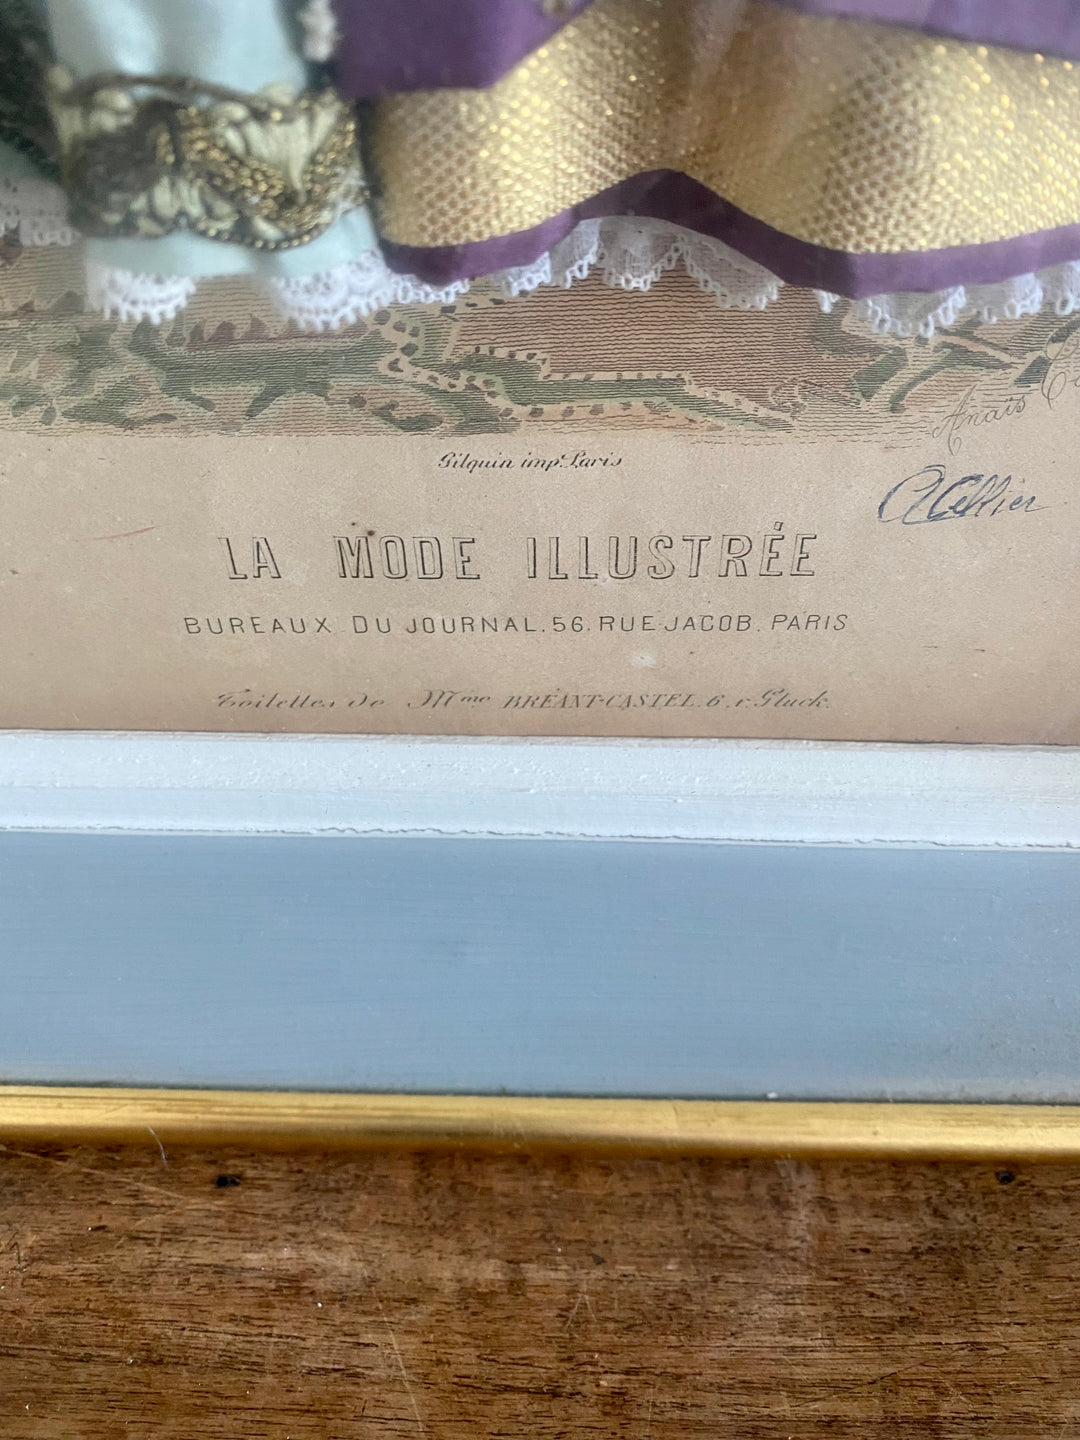 Anaïs
Gilquin imp. Paris
LA MODE ILLUSTRÉE
BUREAUX DU JOURNAL. 56. RUE JACOB. PARIS
Toilettes de Mme BRÉANT-CASTEL. 6. r. Gluck.